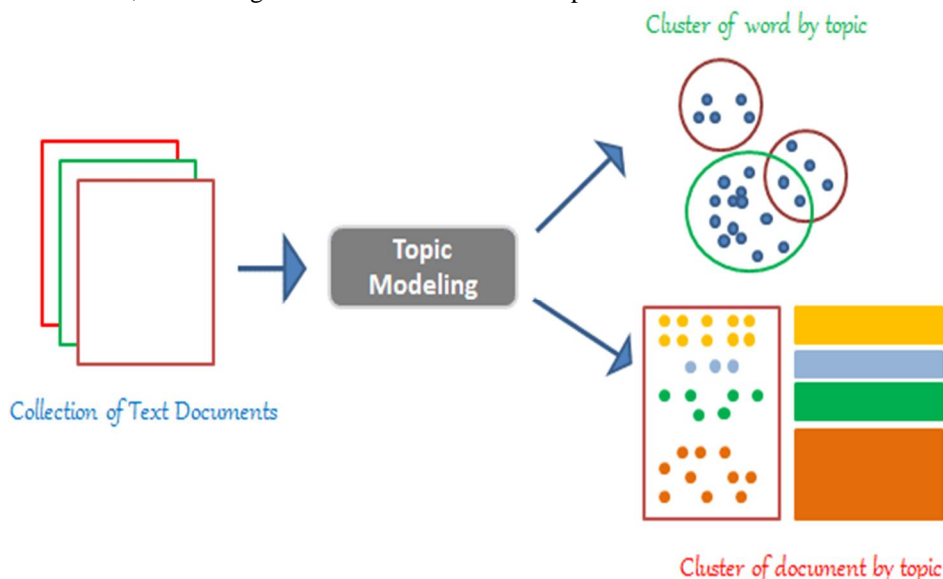 Cluster of word by topic
Topic
Modeling
Collection of Text Documents
Cluster of document by topic